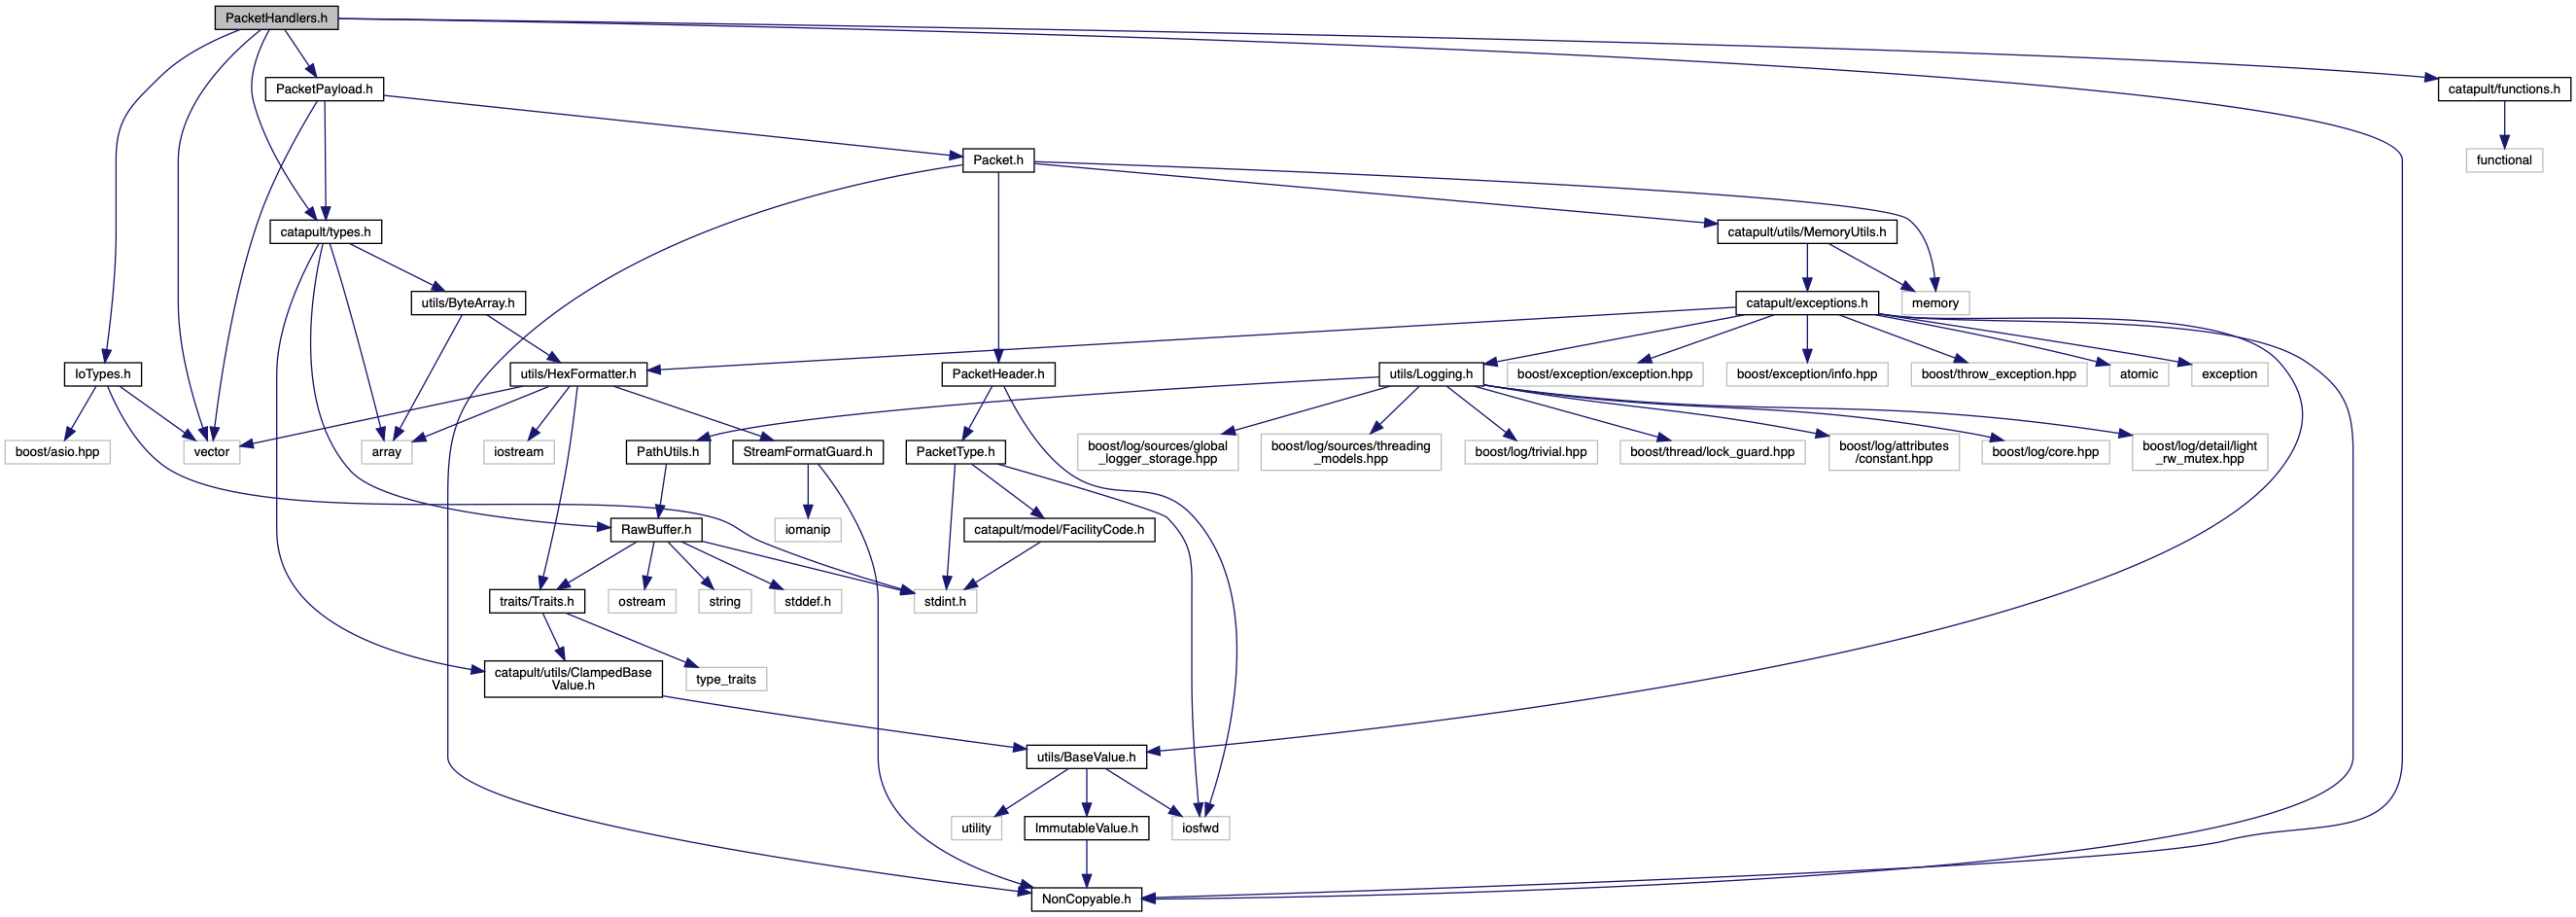 PacketHandlers.h
PacketPayload.h
catapult/functions.h
Packet.h
functional
catapult/types.h
catapult/utils/MemoryUtils.h
utils/ByteArray.h
catapult/exceptions.h
memory
IoTypes.h
utils/HexFormatter.h
PacketHeader.h
utils/Logging.h
boost/exception/exception.hpp
boost/exception/info.hpp
boost/throw_exception.hpp
atomic
exception
boost/asio.hpp
vector
array
iostream
PathUtils.h
StreamFormatGuard.h
PacketType.h
boost/log/sources/global
_logger_storage.hpp
boost/log/sources/threading
_models.hpp
boost/log/trivial.hpp
boost/thread/lock_guard.hpp
boost/log/attributes
/constant.hpp
boost/log/core.hpp
boost/log/detail/light
_rw_mutex.hpp
RawBuffer.h
iomanip
catapult/model/FacilityCode.h
traits/Traits.h
ostream
string
stddef.h
stdint.h
catapult/utils/ClampedBase
Value.h
type_traits
utils/BaseValue.h
utility
ImmutableValue.h
iosfwd
NonCopyable.h